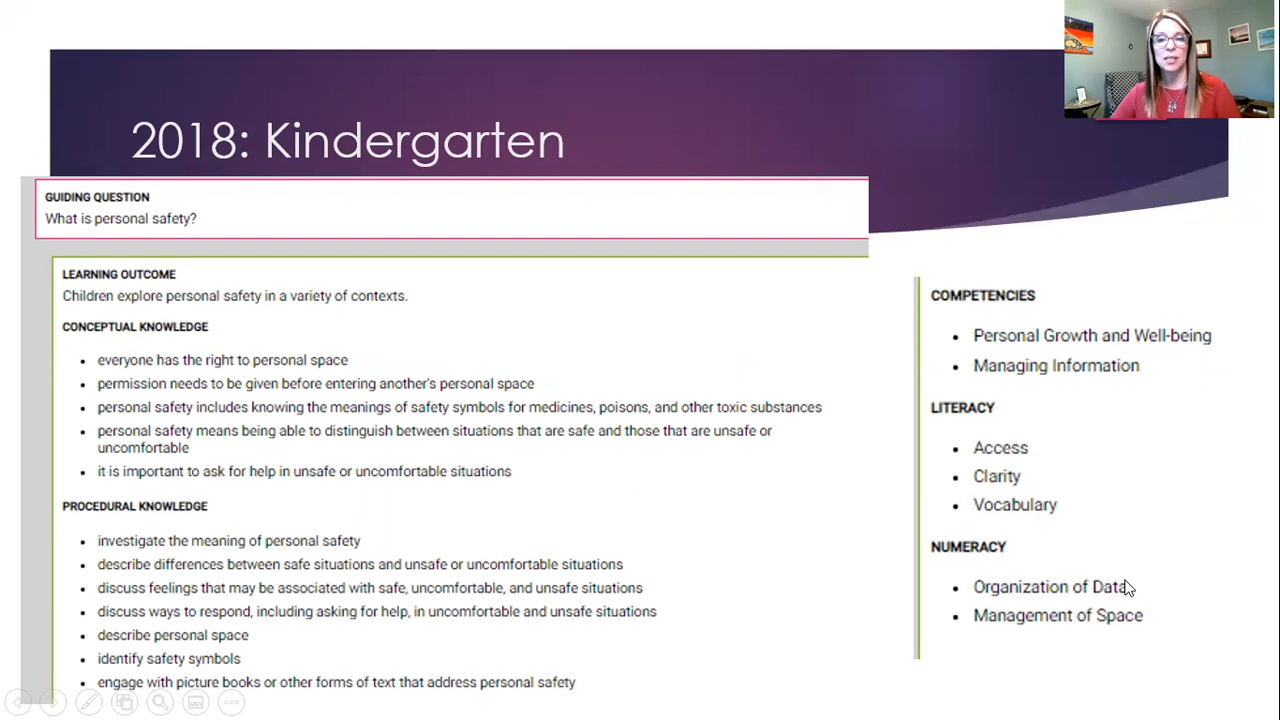 2018: Kindergarten
GUIDING QUESTION
What is personal safety?
LEARNING OUTCOME
Children explore personal safety in a variety of contexts.
CONCEPTUAL KNOWLEDGE
• everyone has the right to personal space
• permission needs to be given before entering another's personal space
• personal safety includes knowing the meanings of safety symbols for medicines, poisons, and other toxic substances
• personal safety means being able to distinguish between situations that are safe and those that are unsafe or
uncomfortable
• it is important to ask for help in unsafe or uncomfortable situations
PROCEDURAL KNOWLEDGE
• investigate the meaning of personal safety
• describe differences between safe situations and unsafe or uncomfortable situations
• discuss feelings that may be associated with safe, uncomfortable, and unsafe situations
• discuss ways to respond, including asking for help, in uncomfortable and unsafe situations
• describe personal space
• identify safety symbols
• engage with picture books or other forms of text that address personal safety
COMPETENCIES
• Personal Growth and Well-being
• Managing Information
LITERACY
• Access
• Clarity
• Vocabulary
NUMERACY
• Organization of Data
• Management of Space